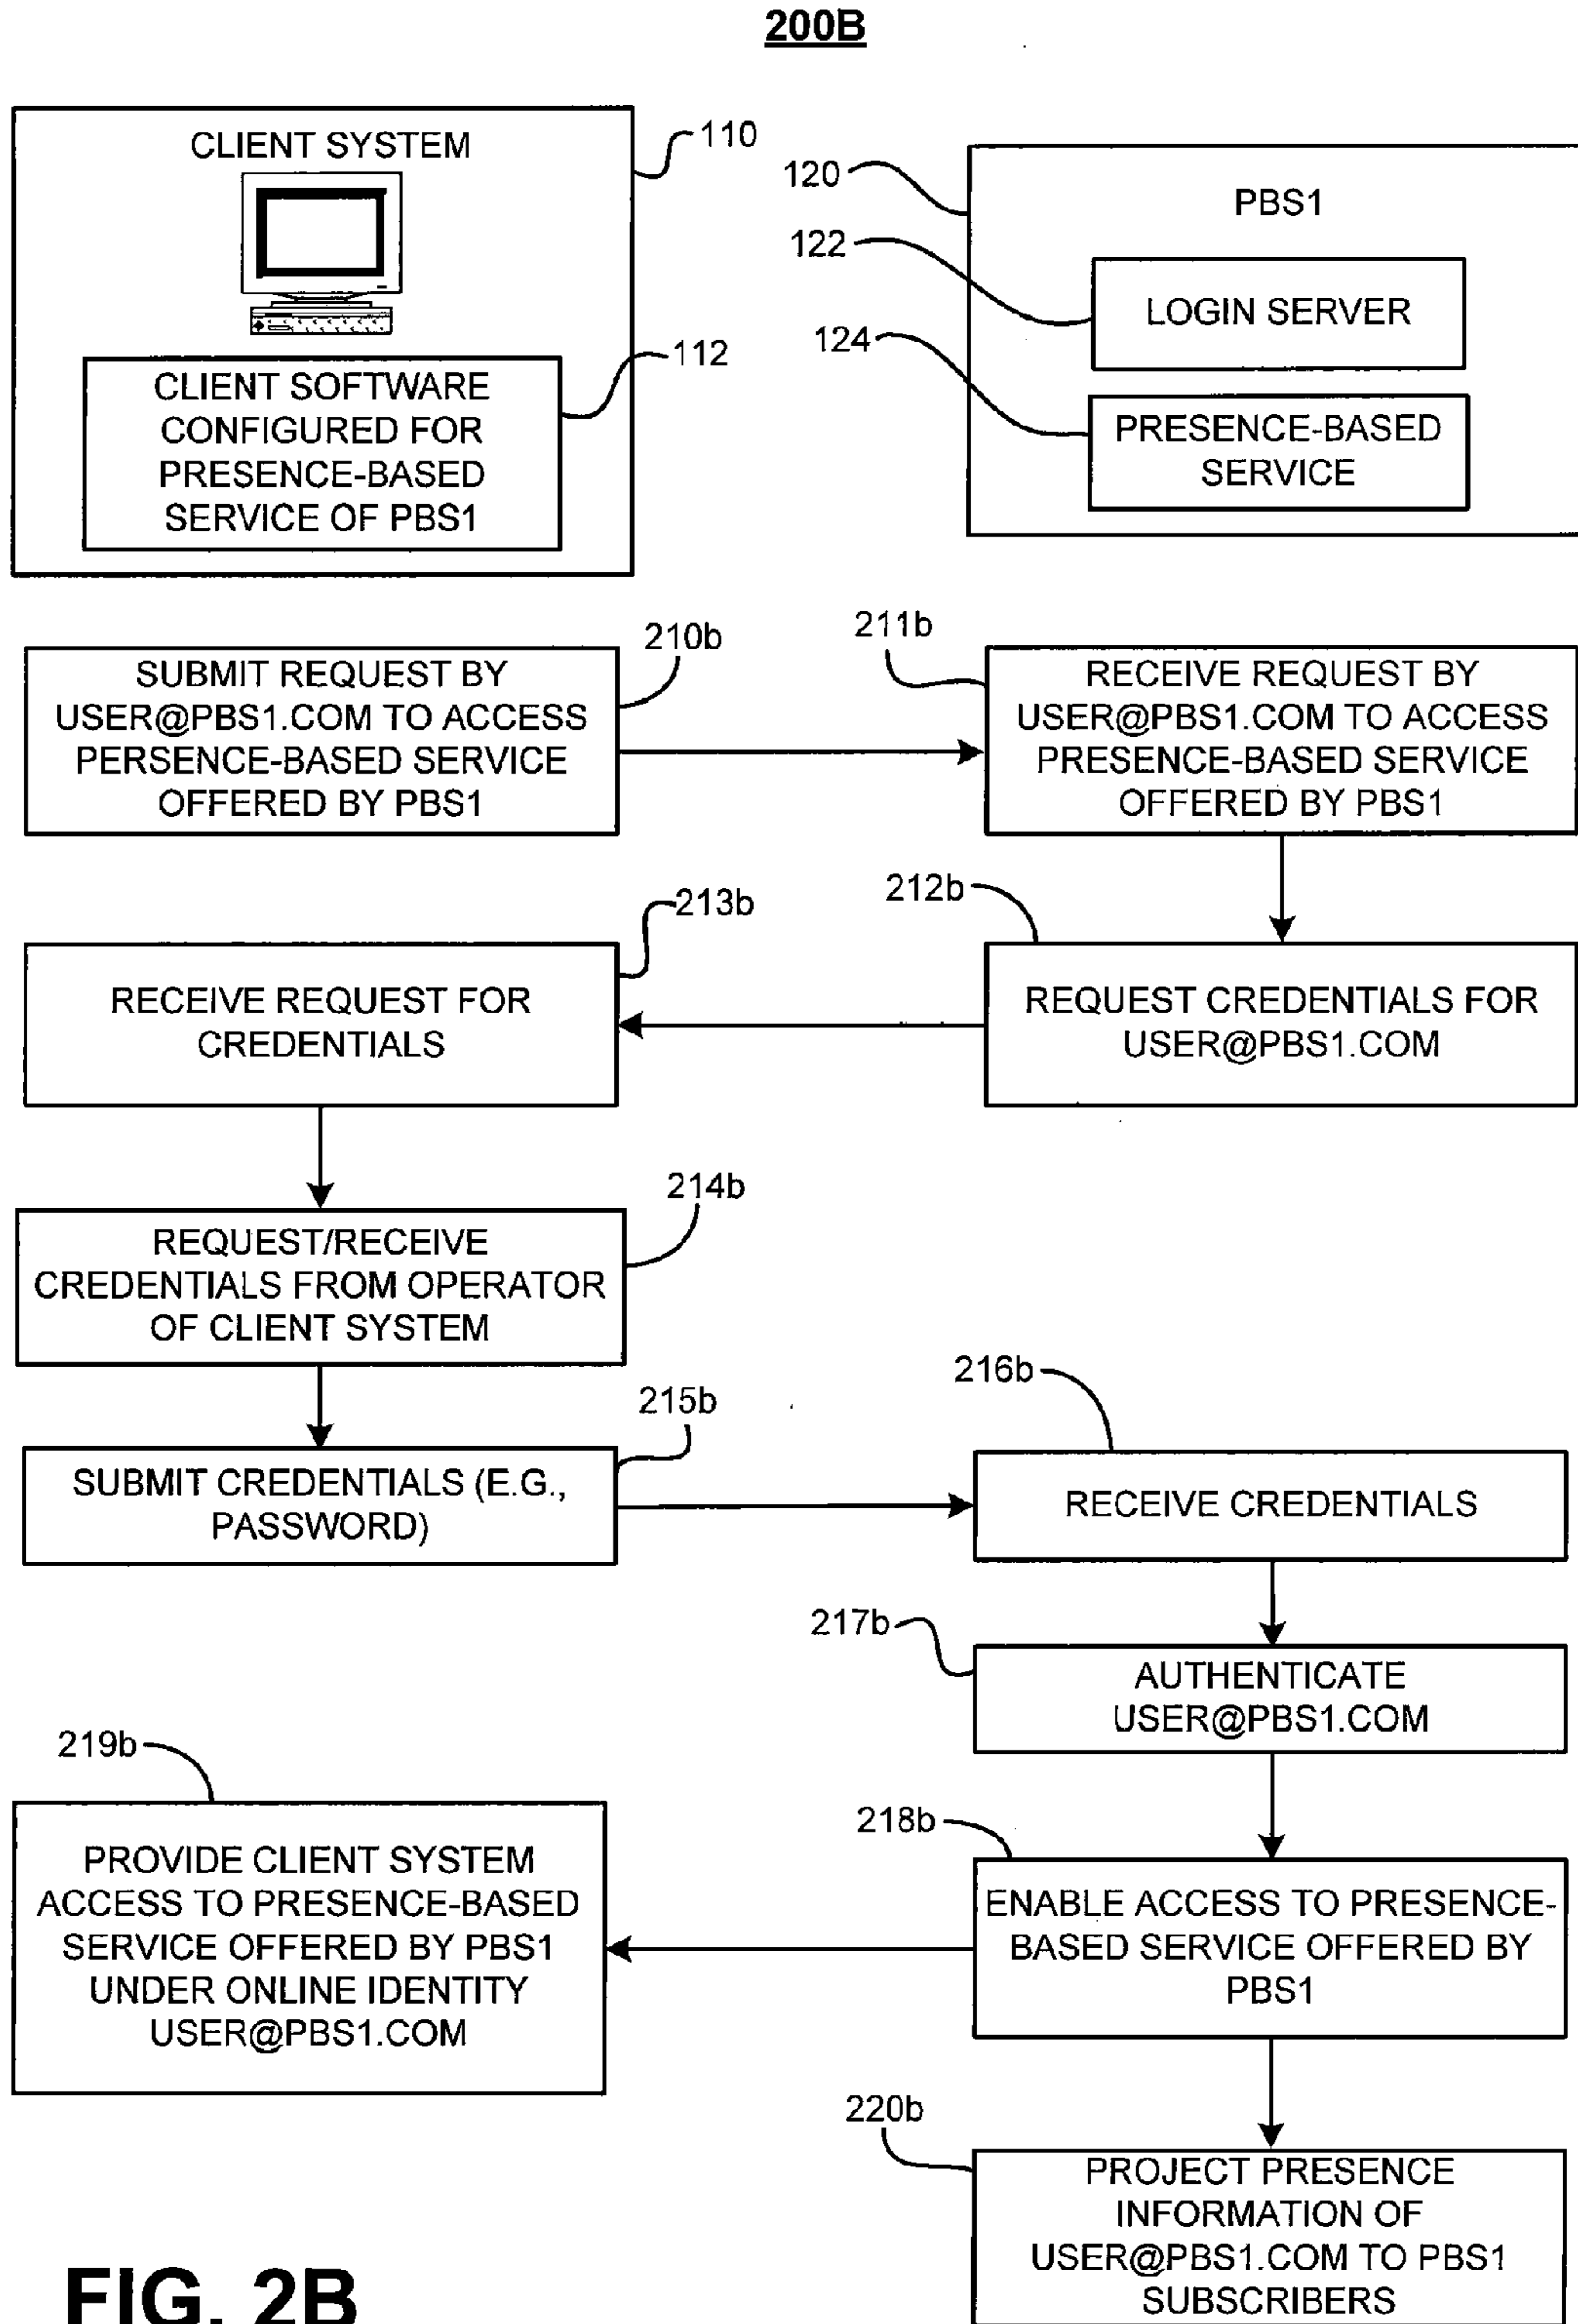 200B
CLIENT SYSTEM
110
CLIENT SOFTWARE
CONFIGURED FOR
PRESENCE-BASED
SERVICE OF PBS1
112
120
PBS1
122
LOGIN SERVER
124
PRESENCE-BASED
SERVICE
210b
SUBMIT REQUEST BY
USER@PBS1.COM TO ACCESS
PERSENCE-BASED SERVICE
OFFERED BY PBS1
211b
RECEIVE REQUEST BY
USER@PBS1.COM TO ACCESS
PRESENCE-BASED SERVICE
OFFERED BY PBS1
212b
REQUEST CREDENTIALS FOR
USER@PBS1.COM
213b
RECEIVE REQUEST FOR
CREDENTIALS
214b
REQUEST/RECEIVE
CREDENTIALS FROM OPERATOR
OF CLIENT SYSTEM
215b
SUBMIT CREDENTIALS (E.G.,
PASSWORD)
216b
RECEIVE CREDENTIALS
217b
AUTHENTICATE
USER@PBS1.COM
218b
ENABLE ACCESS TO PRESENCE-
BASED SERVICE OFFERED BY
PBS1
219b
PROVIDE CLIENT SYSTEM
ACCESS TO PRESENCE-BASED
SERVICE OFFERED BY PBS1
UNDER ONLINE IDENTITY
USER@PBS1.COM
220b
PROJECT PRESENCE
INFORMATION OF
USER@PBS1.COM TO PBS1
SUBSCRIBERS
FIG. 2B